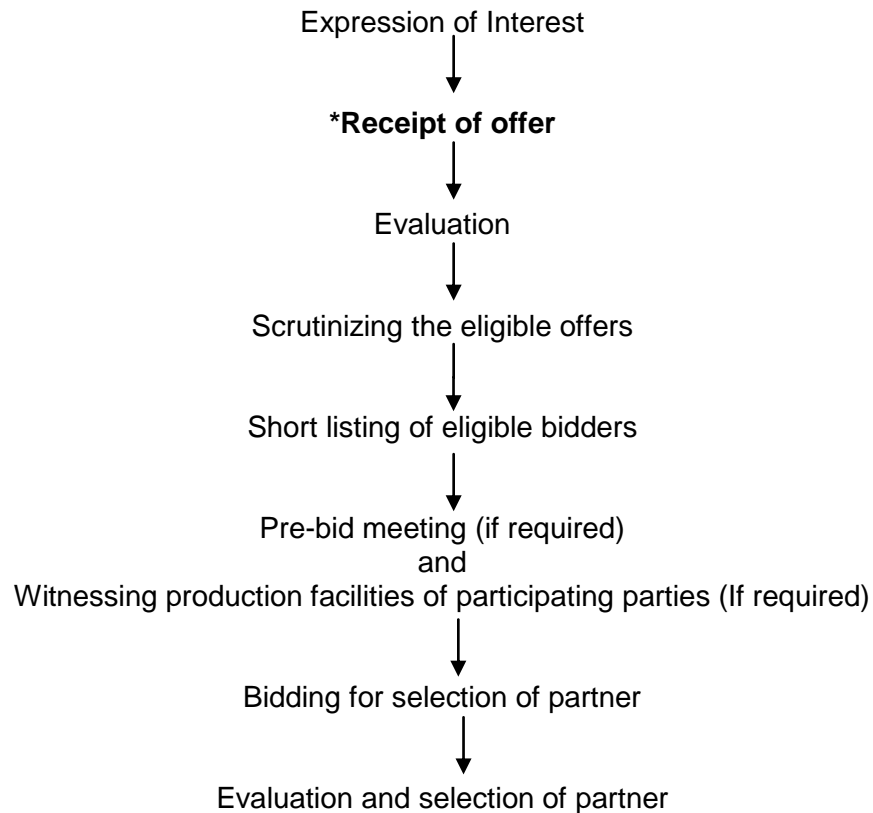 Expression of Interest
*Receipt of offer
Evaluation
Scrutinizing the eligible offers
Short listing of eligible bidders
Pre-bid meeting (if required)
and
Witnessing production facilities of participating parties (If required)
Bidding for selection of partner
Evaluation and selection of partner